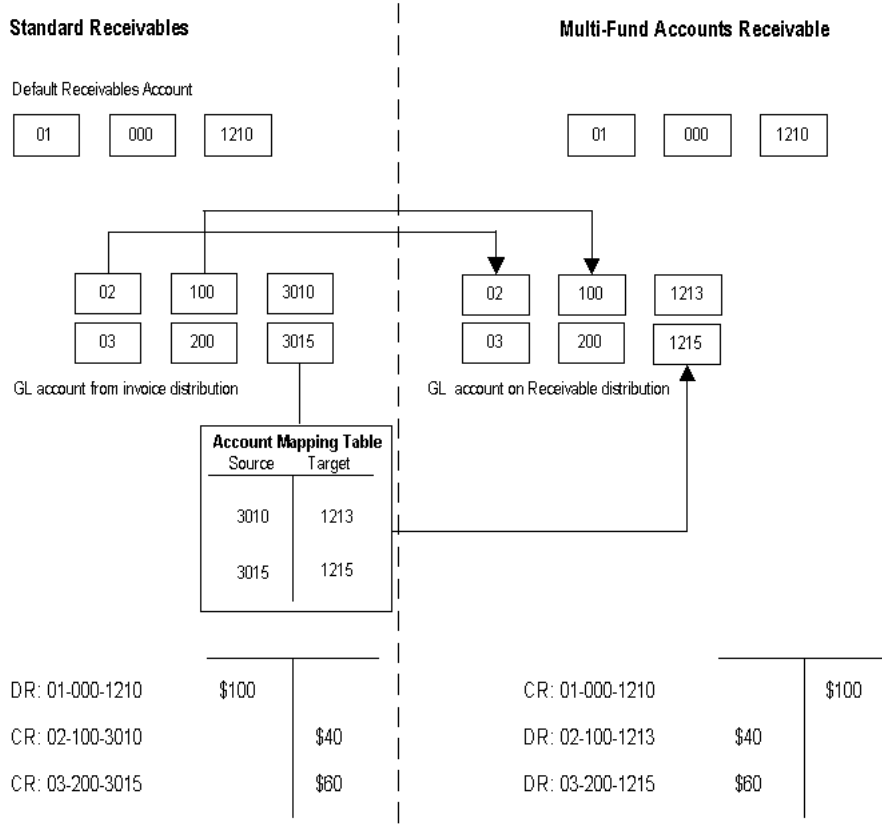 Standard Receivables
Multi-Fund Accounts Receivable
Default Receivables Account
01 000 1210
01 000 1210
02 100 3010
02 100 1213
03 200 3015
03 200 1215
GL account from invoice distribution
GL account on Receivable distribution
Account Mapping Table
Source Target
3010 1213
3015 1215
DR: 01-000-1210 $100
CR: 02-100-3010 $40
CR: 03-200-3015 $60
CR: 01-000-1210 $100
DR: 02-100-1213 $40
DR: 03-200-1215 $60